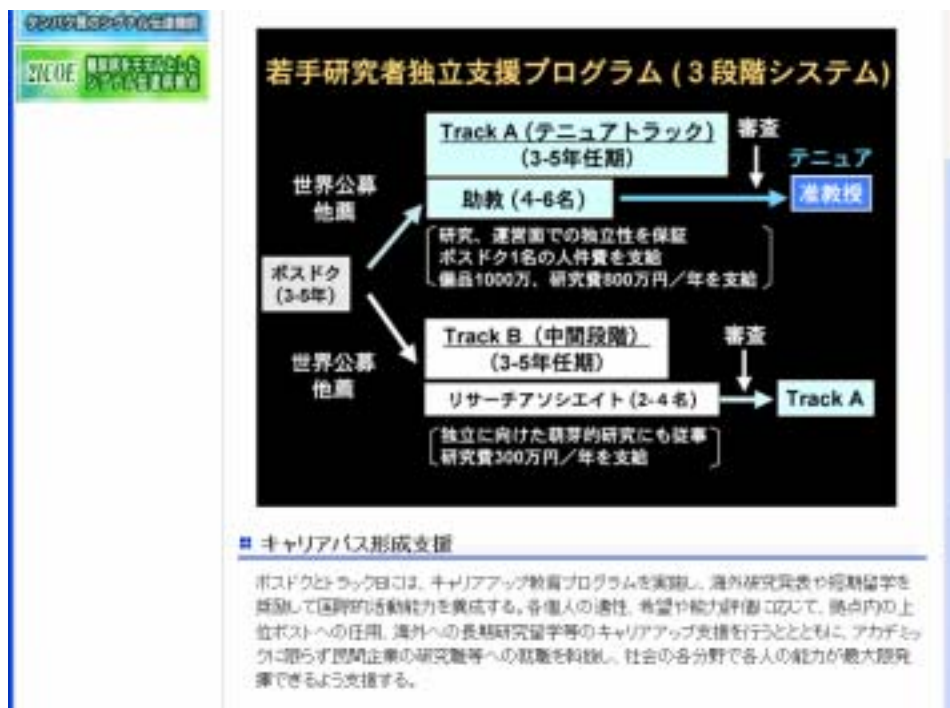 21COE
若手研究者独立支援プログラム (3段階システム)
Track A (テニュアトラック)
(3-5年任期)
審査
テニュア
世界公募
他薦
助教 (4-6名)
准教授
研究、運営面での独立性を保証
ポスドク1名の人件費を支給
備品1000万、研究費800万円/年を支給
ポスドク
(3-5年)
Track B (中間段階)
(3-5年任期)
審査
世界公募
他薦
リサーチアソシエイト (2-4名)
Track A
独立に向けた萌芽的研究にも従事
研究費300万円/年を支給
キャリアパス形成支援
ポスドクとトラックBには、キャリアアップ教育プログラムを実施し、海外研究発表や短期留学を
奨励して国際的活動能力を養成する。各個人の適性、希望や能力評価に応じて、拠点内の上
位ポストへの任用、海外への長期研究留学等のキャリアアップ支援を行うとともに、アカデミッ
クに限らず民間企業の研究職等への就職を斡旋し、社会の各分野で各人の能力が最大限発
揮できるよう支援する。